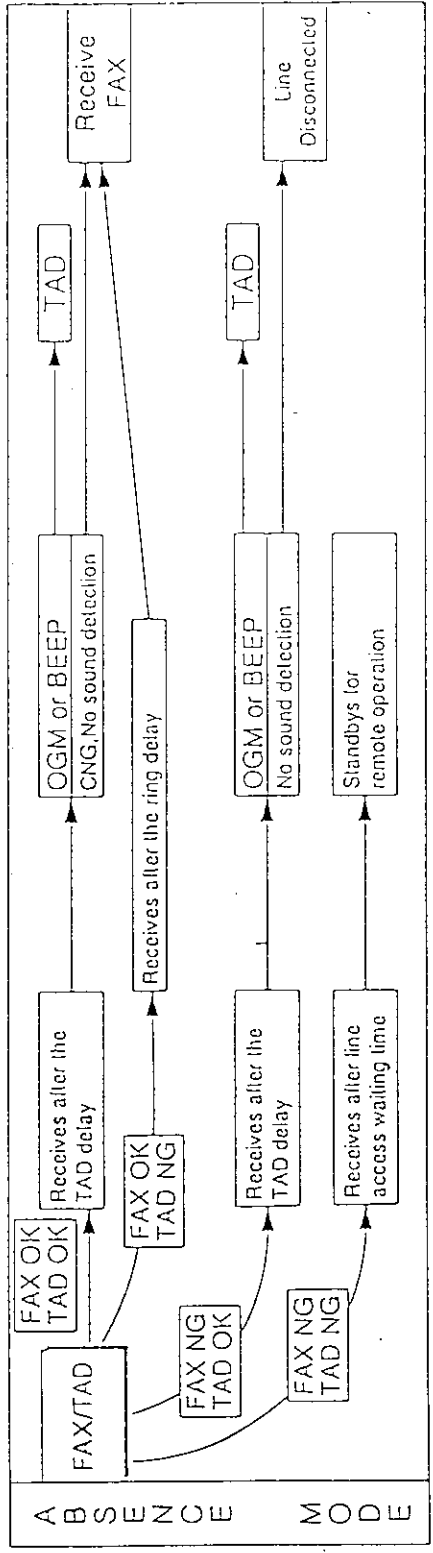 ABSENCE MODE
FAX/TAD
FAX OK
TAD OK
Receives after the
TAD delay
OGM or BEEP
CNG,No sound detection
TAD
Receive
FAX
FAX OK
TAD NG
Receives after the ring delay
FAX NG
TAD OK
Receives after the
TAD delay
OGM or BEEP
No sound detection
TAD
Line
Disconnected
FAX NG
TAD NG
Receives after line
access waiting time
Standbys for
remote operation